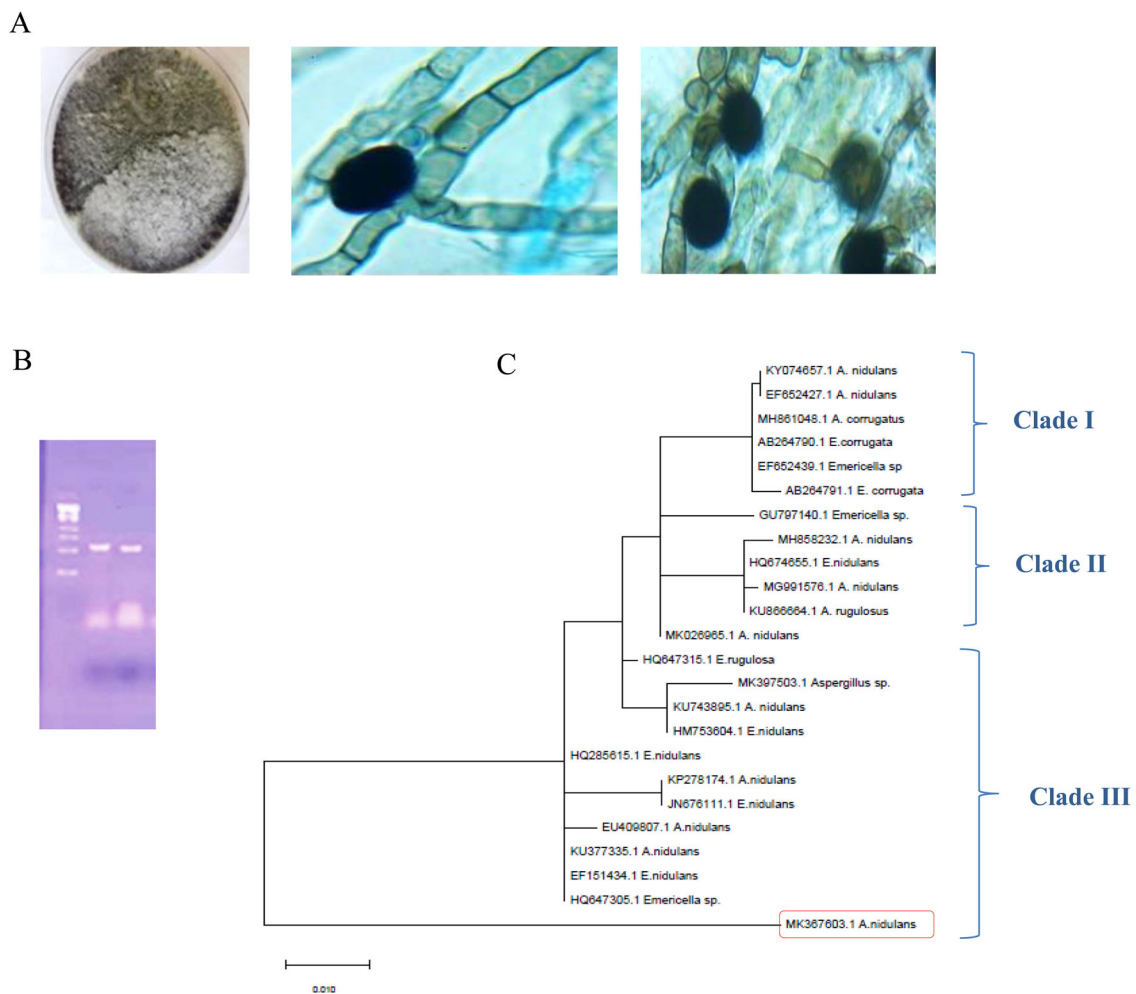 A
B
C
KY074657.1 A. nidulans
EF652427.1 A. nidulans
MH861048.1 A. corrugatus
AB264790.1 E.corrugata
EF652439.1 Emericella sp
AB264791.1 E. corrugata
Clade I
GU797140.1 Emericella sp.
MH858232.1 A. nidulans
HQ674655.1 E.nidulans
MG991576.1 A. nidulans
KU866664.1 A. rugulosus
Clade II
MK026965.1 A. nidulans
HQ647315.1 E.rugulosa
MK397503.1 Aspergillus sp.
KU743895.1 A. nidulans
HM753604.1 E.nidulans
HQ285615.1 E.nidulans
KP278174.1 A.nidulans
JN676111.1 E.nidulans
EU409807.1 A.nidulans
KU377335.1 A.nidulans
EF151434.1 E.nidulans
HQ647305.1 Emericella sp.
MK367603.1 A.nidulans
Clade III
0.010